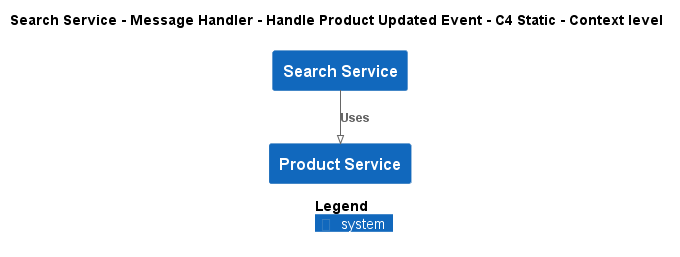 Search Service - Message Handler - Handle Product Updated Event - C4 Static - Context level
Search Service
Uses
Product Service
Legend
system